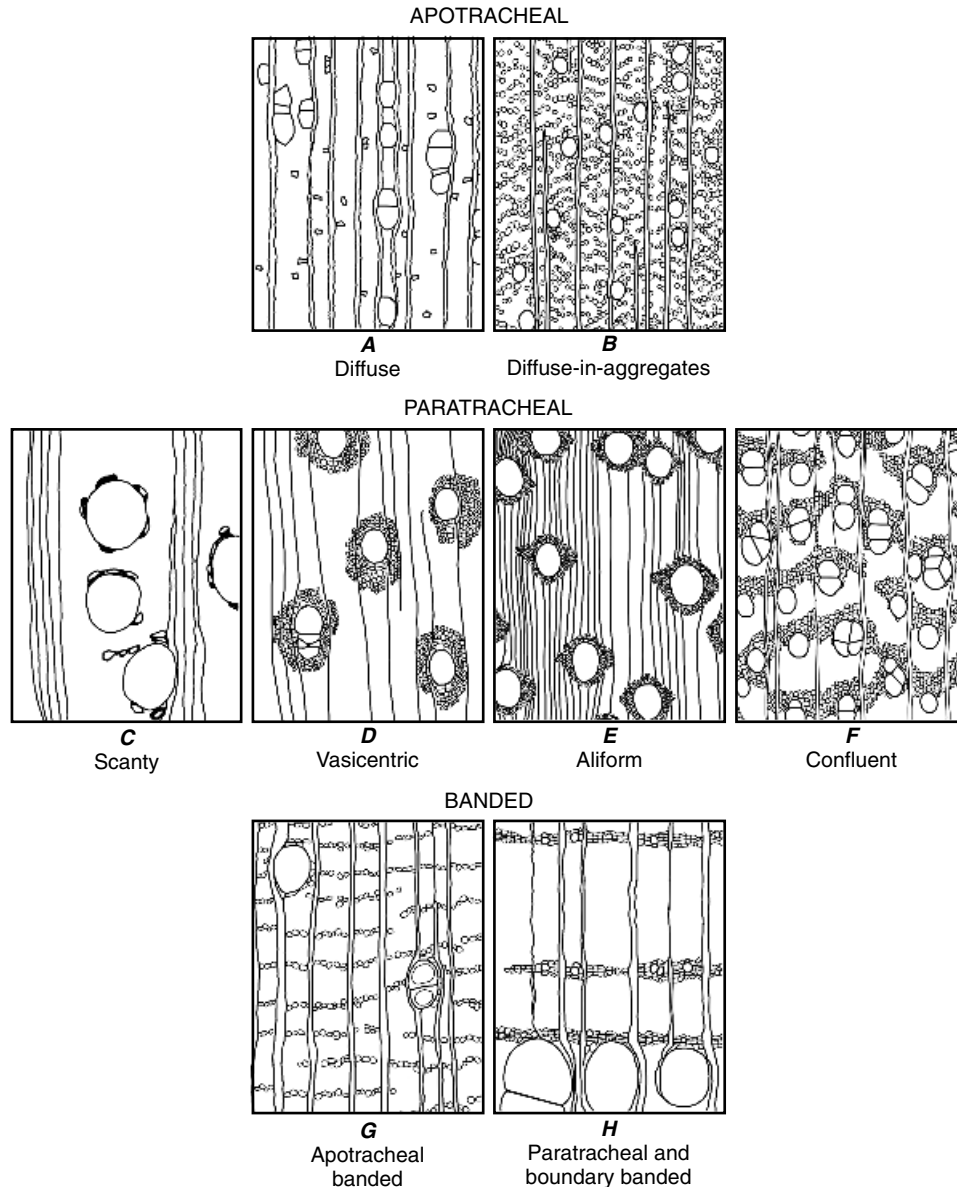 APOTRACHEAL
A
Diffuse
B
Diffuse-in-aggregates
PARATRACHEAL
C
Scanty
D
Vasicentric
E
Aliform
F
Confluent
BANDED
G
Apotracheal
banded
H
Paratracheal and
boundary banded